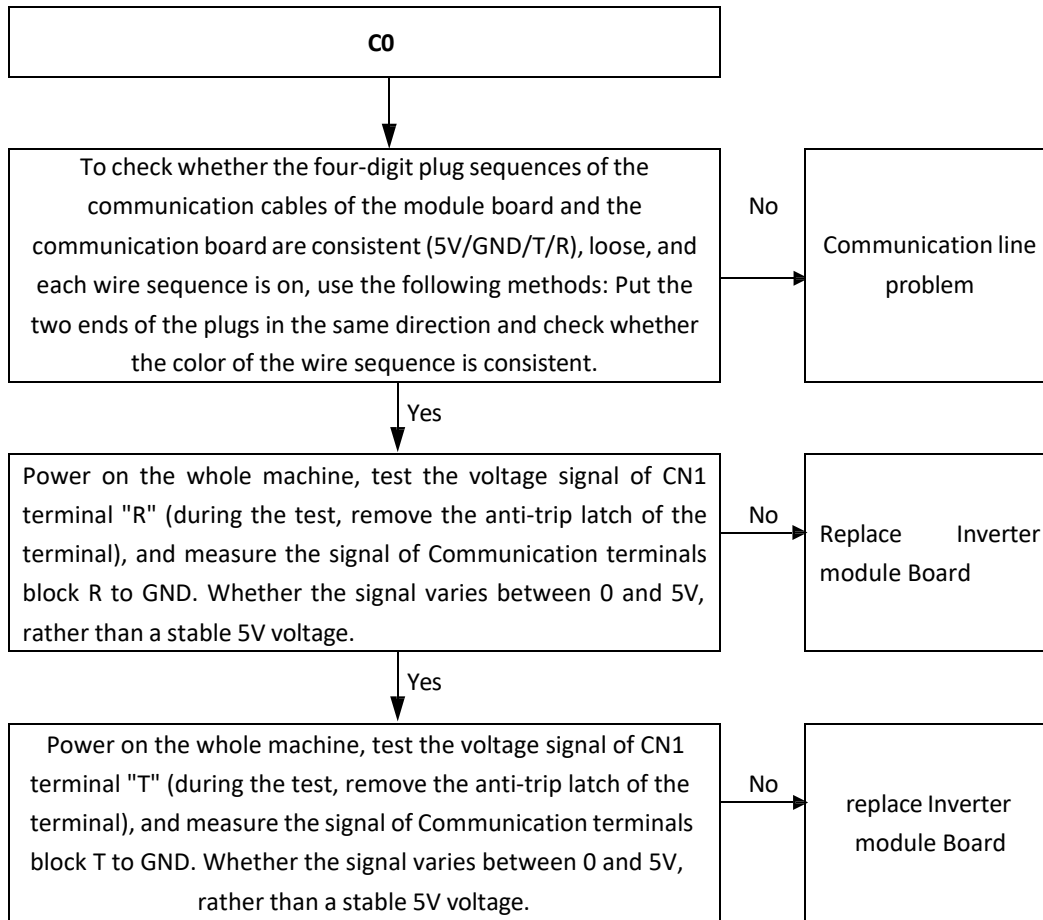 C0
To check whether the four-digit plug sequences of the
communication cables of the module board and the
communication board are consistent (5V/GND/T/R), loose, and
each wire sequence is on, use the following methods: Put the
two ends of the plugs in the same direction and check whether
the color of the wire sequence is consistent.
No
Communication line
problem
Yes
Power on the whole machine, test the voltage signal of CN1
terminal "R" (during the test, remove the anti-trip latch of the
terminal), and measure the signal of Communication terminals
block R to GND. Whether the signal varies between 0 and 5V,
rather than a stable 5V voltage.
No
Replace Inverter
module Board
Yes
Power on the whole machine, test the voltage signal of CN1
terminal "T" (during the test, remove the anti-trip latch of the
terminal), and measure the signal of Communication terminals
block T to GND. Whether the signal varies between 0 and 5V,
rather than a stable 5V voltage.
No
replace Inverter
module Board